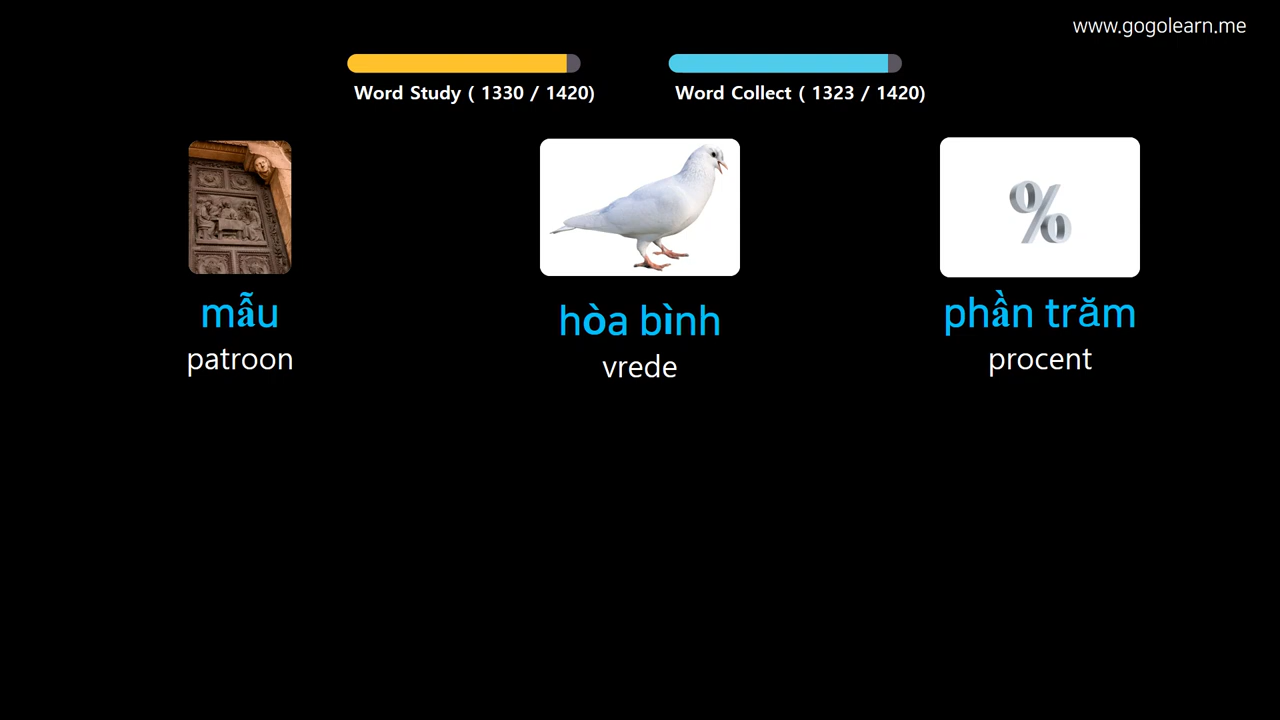 www.gogolearn.me
Word Study ( 1330 / 1420)
Word Collect ( 1323 / 1420)
mẫu
patroon
hòa bình
vrede
%
phần trăm
procent